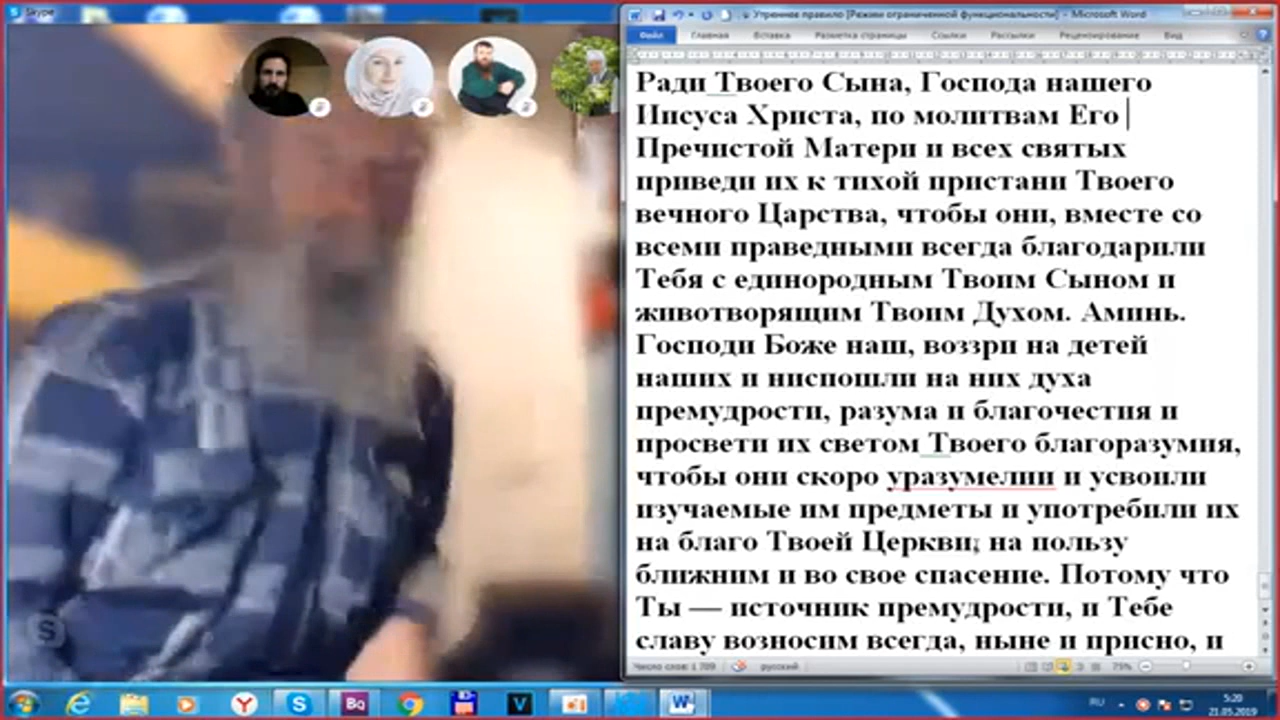 Skype
Утреннее правило [Режим ограниченной функциональности] - Microsoft Word
Файл Главная Вставка Разметка страницы Ссылки Рассылки Рецензирование Вид
Ради Твоего Сына, Господа нашего
Иисуса Христа, по молитвам Его
Пречистой Матери и всех святых
приведи их к тихой пристани Твоего
вечного Царства, чтобы они, вместе со
всеми праведными всегда благодарили
Тебя с единородным Твоим Сыном и
животворящим Твоим Духом. Аминь.
Господи Боже наш, воззри на детей
наших и ниспошли на них духа
премудрости, разума и благочестия и
просвети их светом Твоего благоразумия,
чтобы они скоро уразумелии и усвоили
изучаемые им предметы и употребили их
на благо Твоей Церкви, на пользу
ближним и во свое спасение. Потому что
Ты — источник премудрости, и Тебе
славу возносим всегда, ныне и присно, и
Число слов: 1 709 русский 75%
S
RU 5:20
21.05.2019